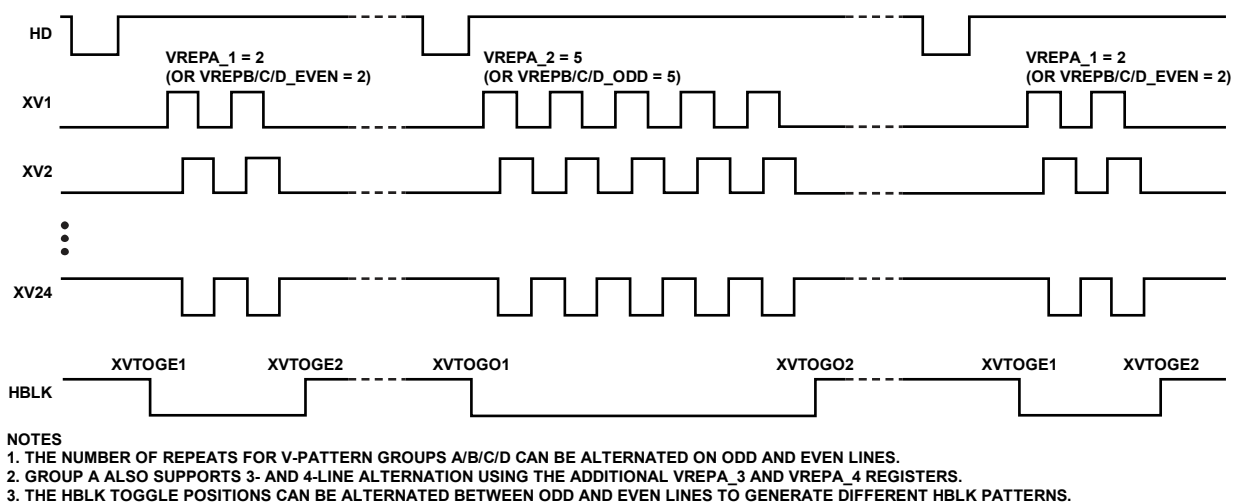 HD
VREPA_1 = 2
(OR VREPB/C/D_EVEN = 2)
VREPA_2 = 5
(OR VREPB/C/D_ODD = 5)
VREPA_1 = 2
(OR VREPB/C/D_EVEN = 2)
XV1
XV2
XV24
XVTOGE1 XVTOGE2 XVTOGO1 XVTOGO2 XVTOGE1 XVTOGE2
HBLK
NOTES
1. THE NUMBER OF REPEATS FOR V-PATTERN GROUPS A/B/C/D CAN BE ALTERNATED ON ODD AND EVEN LINES.
2. GROUP A ALSO SUPPORTS 3- AND 4-LINE ALTERNATION USING THE ADDITIONAL VREPA_3 AND VREPA_4 REGISTERS.
3. THE HBLK TOGGLE POSITIONS CAN BE ALTERNATED BETWEEN ODD AND EVEN LINES TO GENERATE DIFFERENT HBLK PATTERNS.